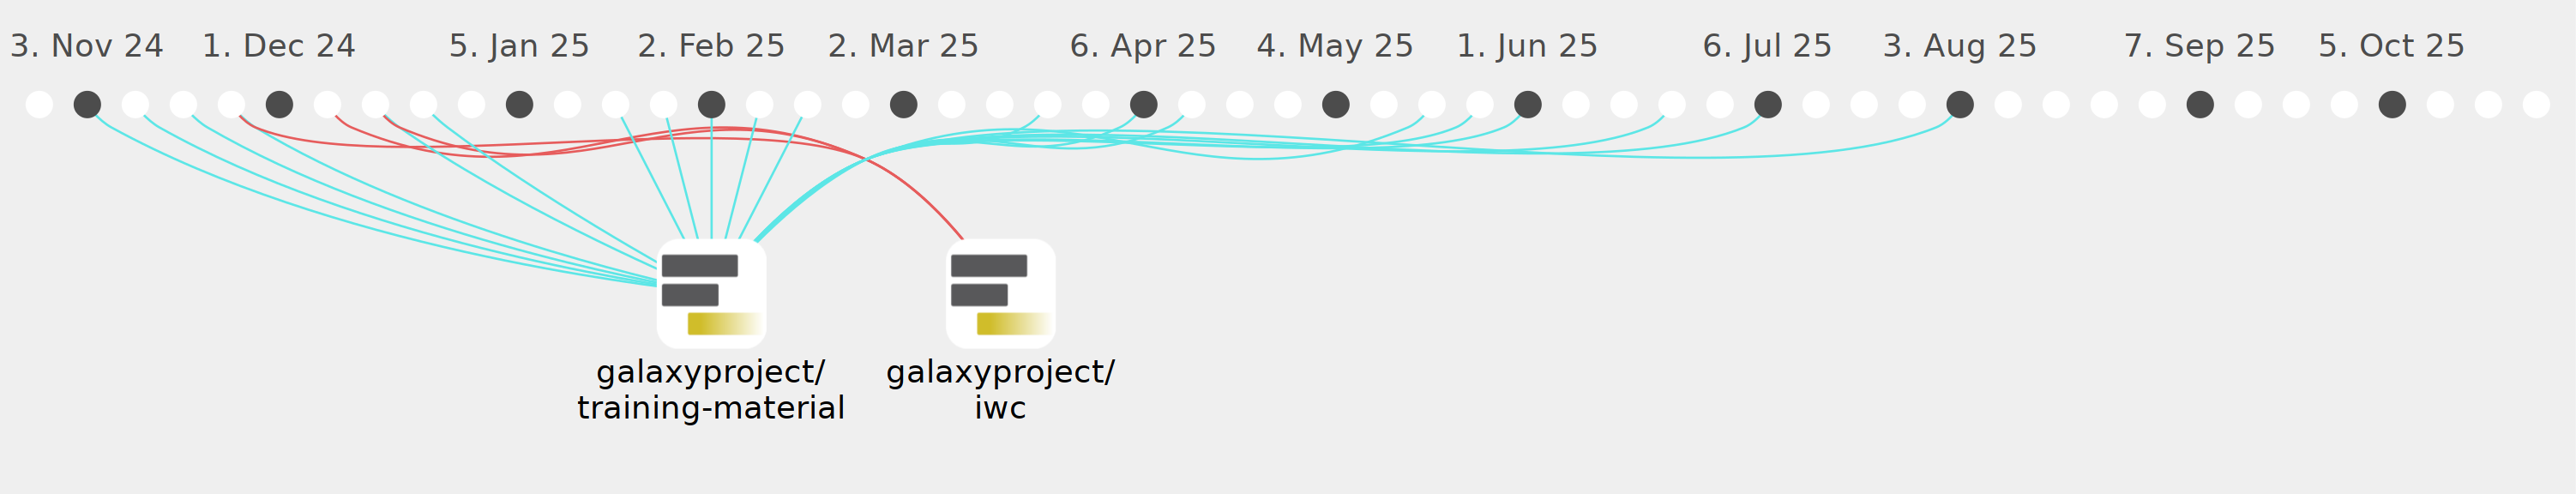 3. Nov 24 1. Dec 24 5. Jan 25 2. Feb 25 2. Mar 25 6. Apr 25 4. May 25 1. Jun 25 6. Jul 25 3. Aug 25 7. Sep 25 5. Oct 25
galaxyproject/ galaxyproject/
training-material iwc